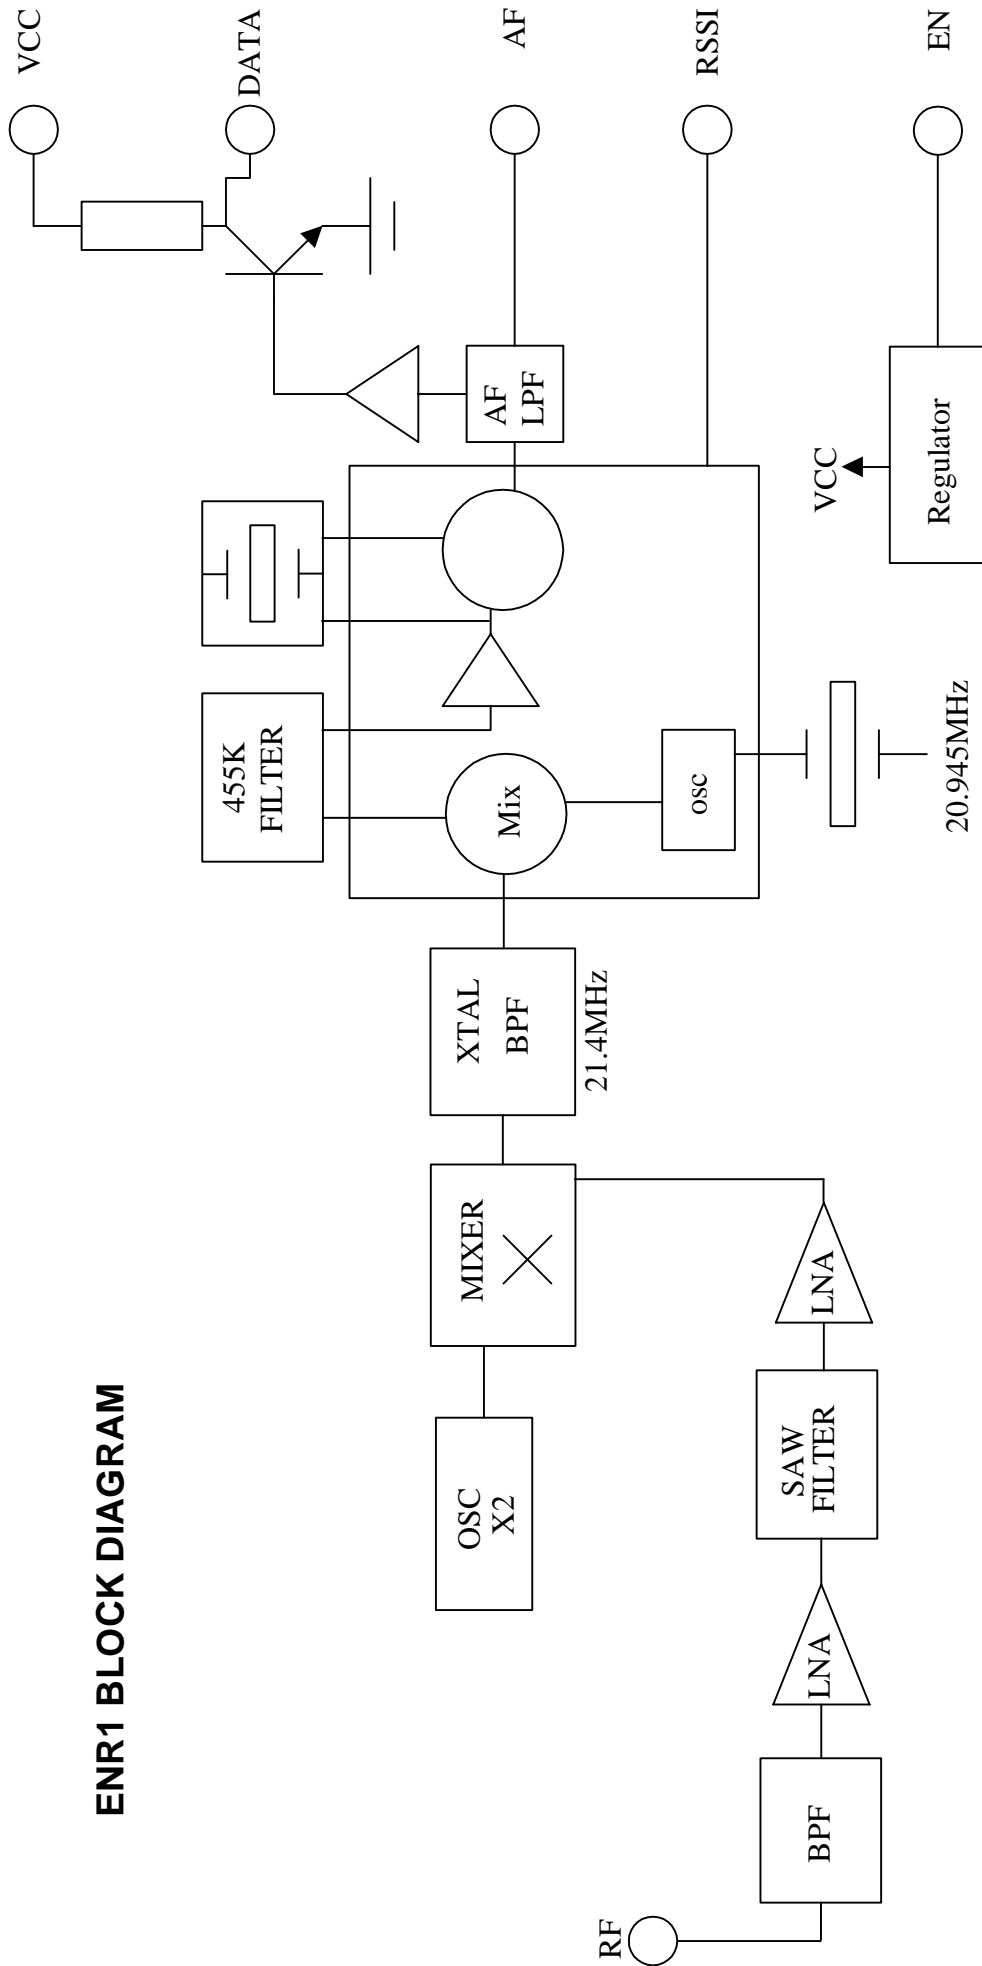 ENR1 BLOCK DIAGRAM
RF
BPF
LNA
SAW
FILTER
LNA
OSC
X2
MIXER
XTAL
BPF
21.4MHz
Mix
455K
FILTER
osc
20.945MHz
AF
LPF
VCC
Regulator
VCC
DATA
AF
RSSI
EN